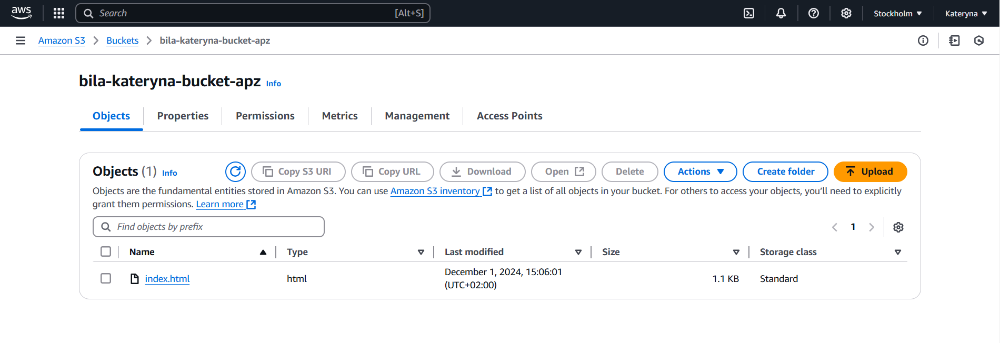 aws Search [Alt+S] Stockholm Kateryna
Amazon S3 Buckets bila-kateryna-bucket-apz
bila-kateryna-bucket-apz Info
Objects Properties Permissions Metrics Management Access Points
Objects (1) Info Copy S3 URI Copy URL Download Open Delete Actions Create folder Upload
Objects are the fundamental entities stored in Amazon S3. You can use Amazon S3 inventory to get a list of all objects in your bucket. For others to access your objects, you’ll need to explicitly
grant them permissions. Learn more
Find objects by prefix 1
Name Type Last modified Size Storage class
index.html html December 1, 2024, 15:06:01 1.1 KB Standard
(UTC+02:00)